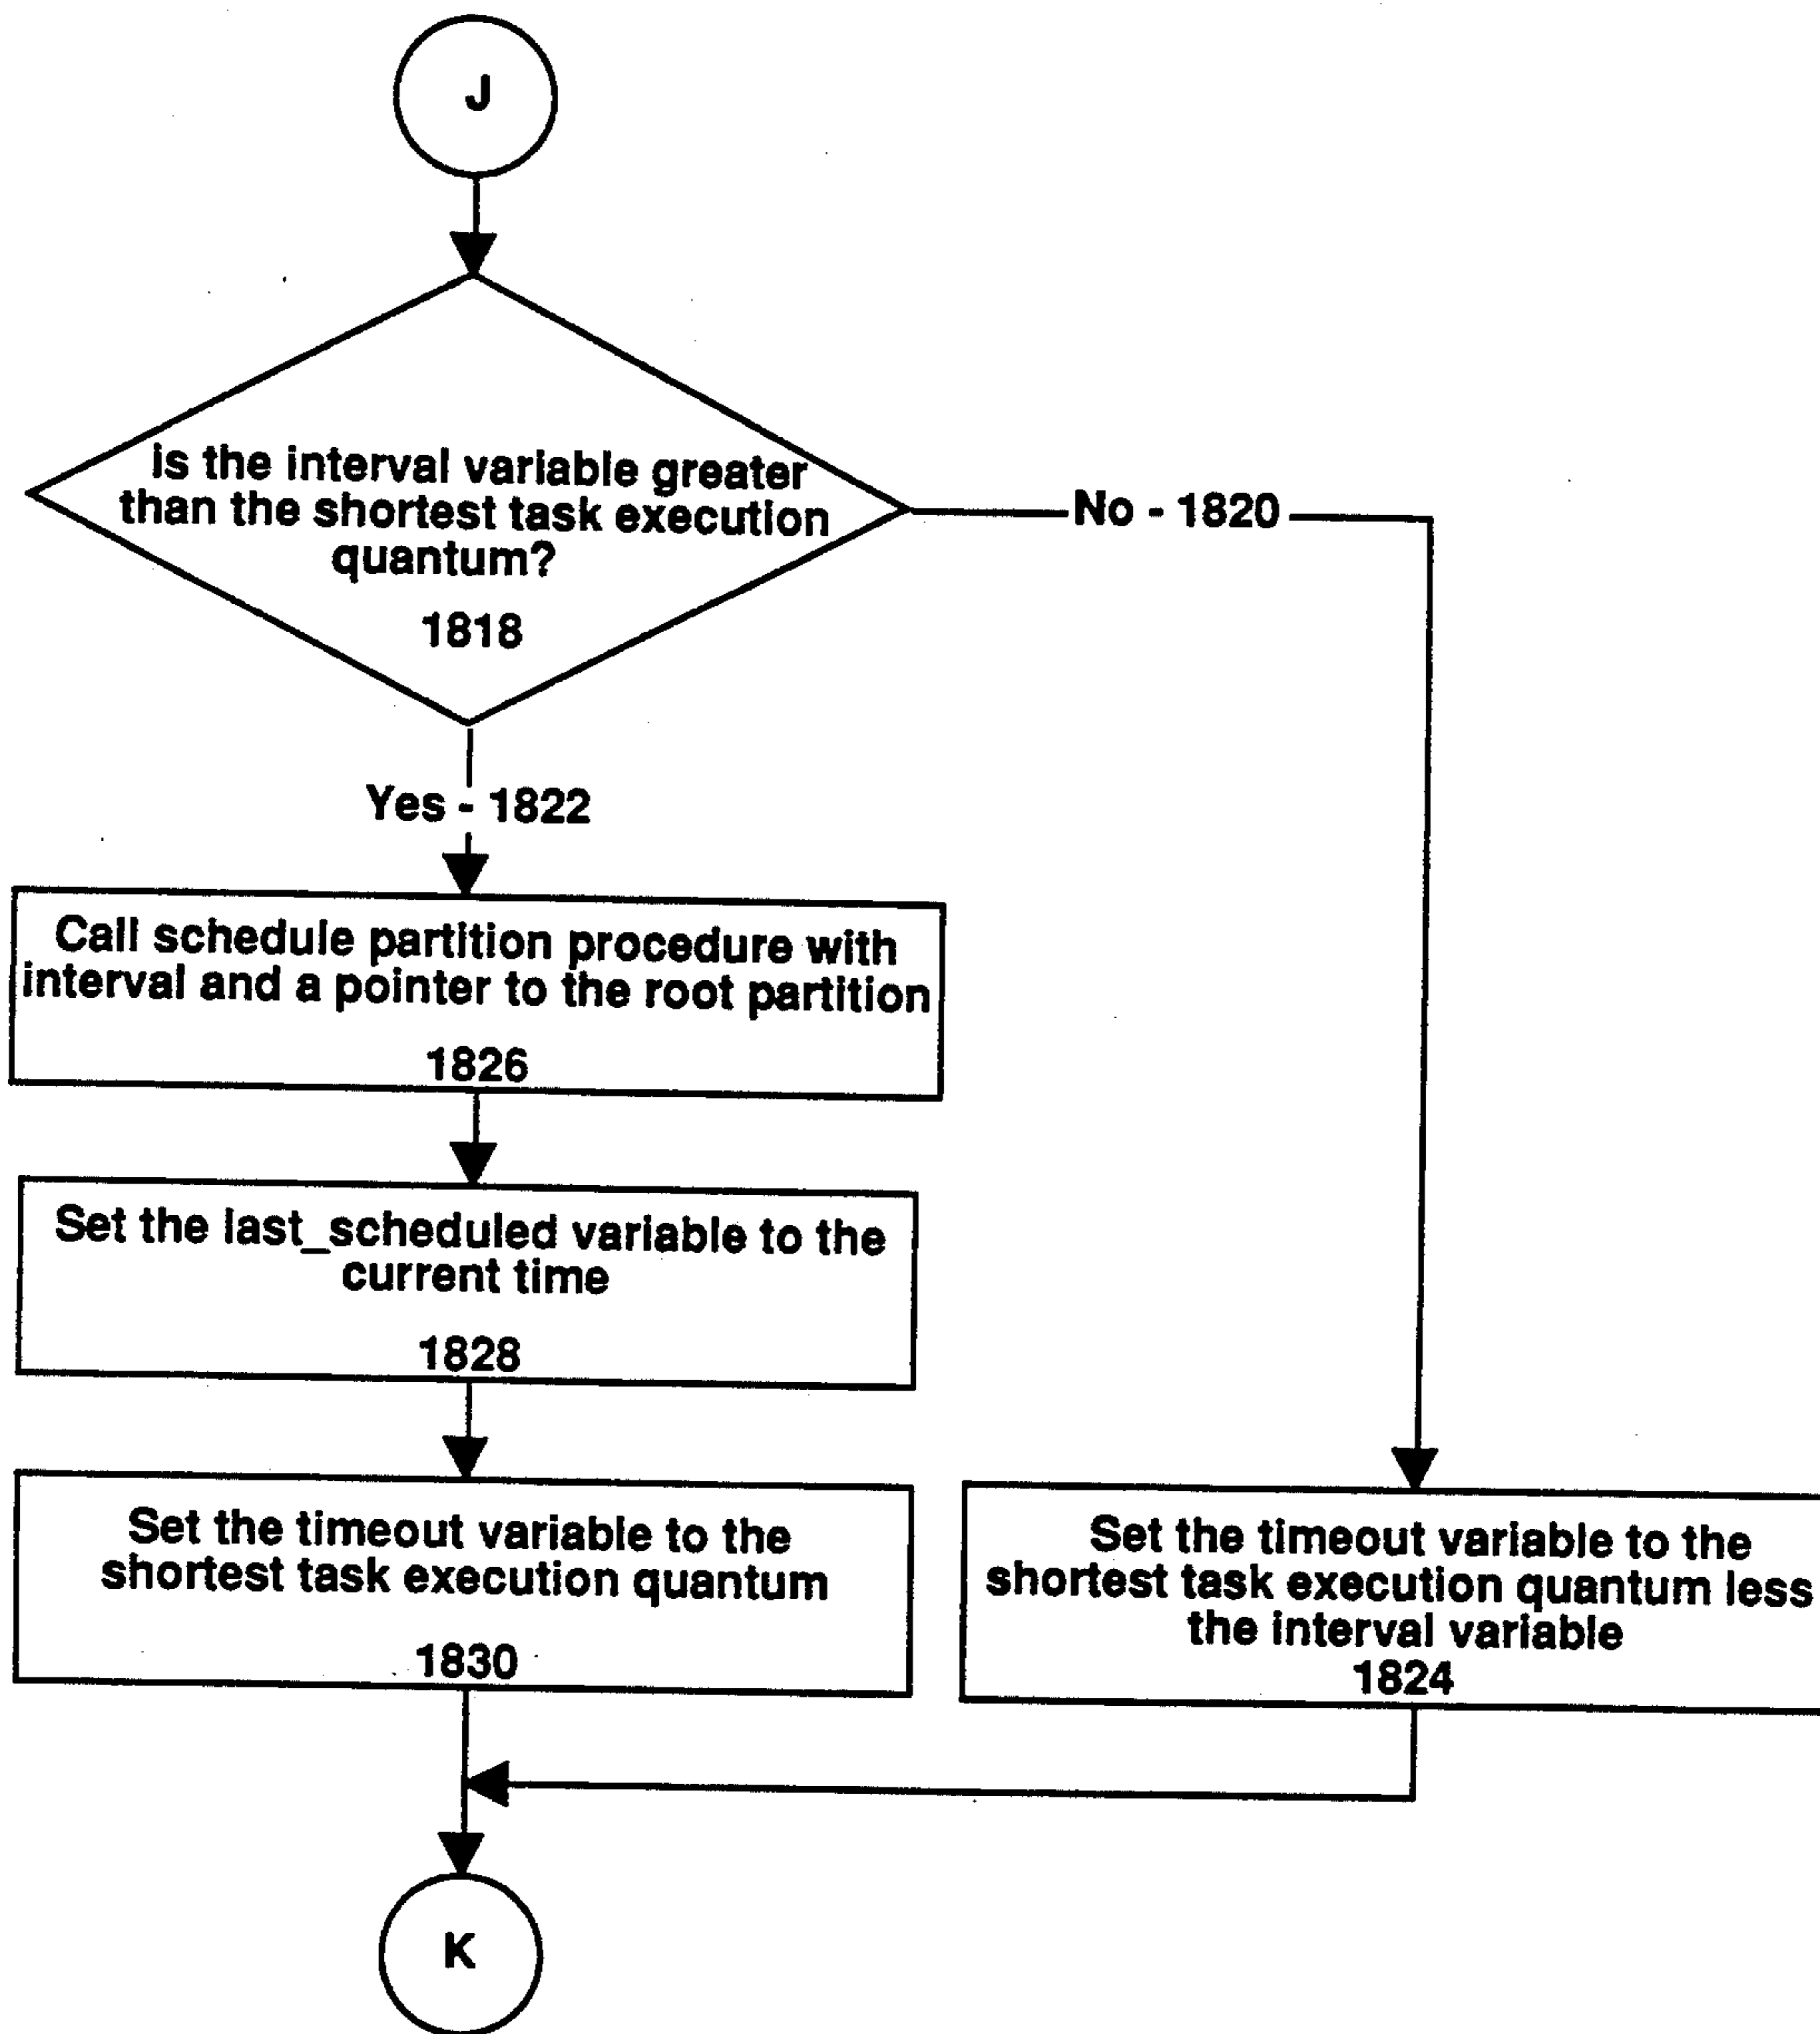 J
is the interval variable greater
than the shortest task execution
quantum?
1818
No - 1820
Yes - 1822
Call schedule partition procedure with
interval and a pointer to the root partition
1826
Set the last_scheduled variable to the
current time
1828
Set the timeout variable to the
shortest task execution quantum
1830
Set the timeout variable to the
shortest task execution quantum less
the interval variable
1824
K